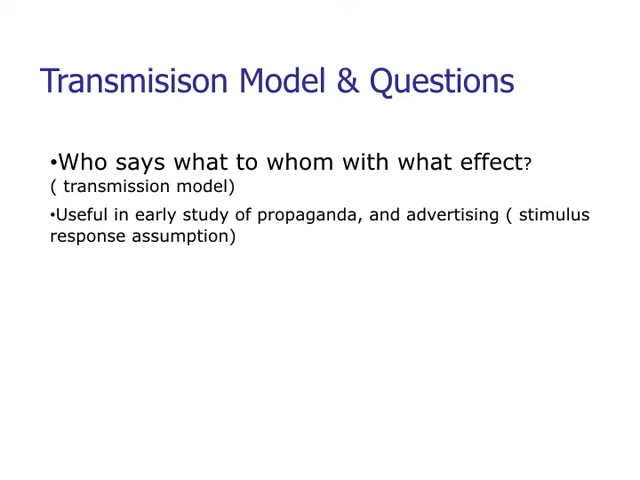 Transmisison Model & Questions
•Who says what to whom with what effect?
( transmission model)
•Useful in early study of propaganda, and advertising ( stimulus
response assumption)